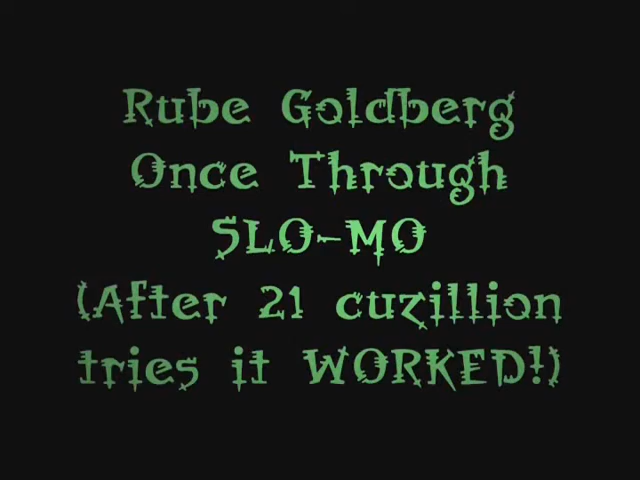 Rube Goldberg
Once Through
SLO-MO
(After 21 cuzillion
tries it WORKED!)